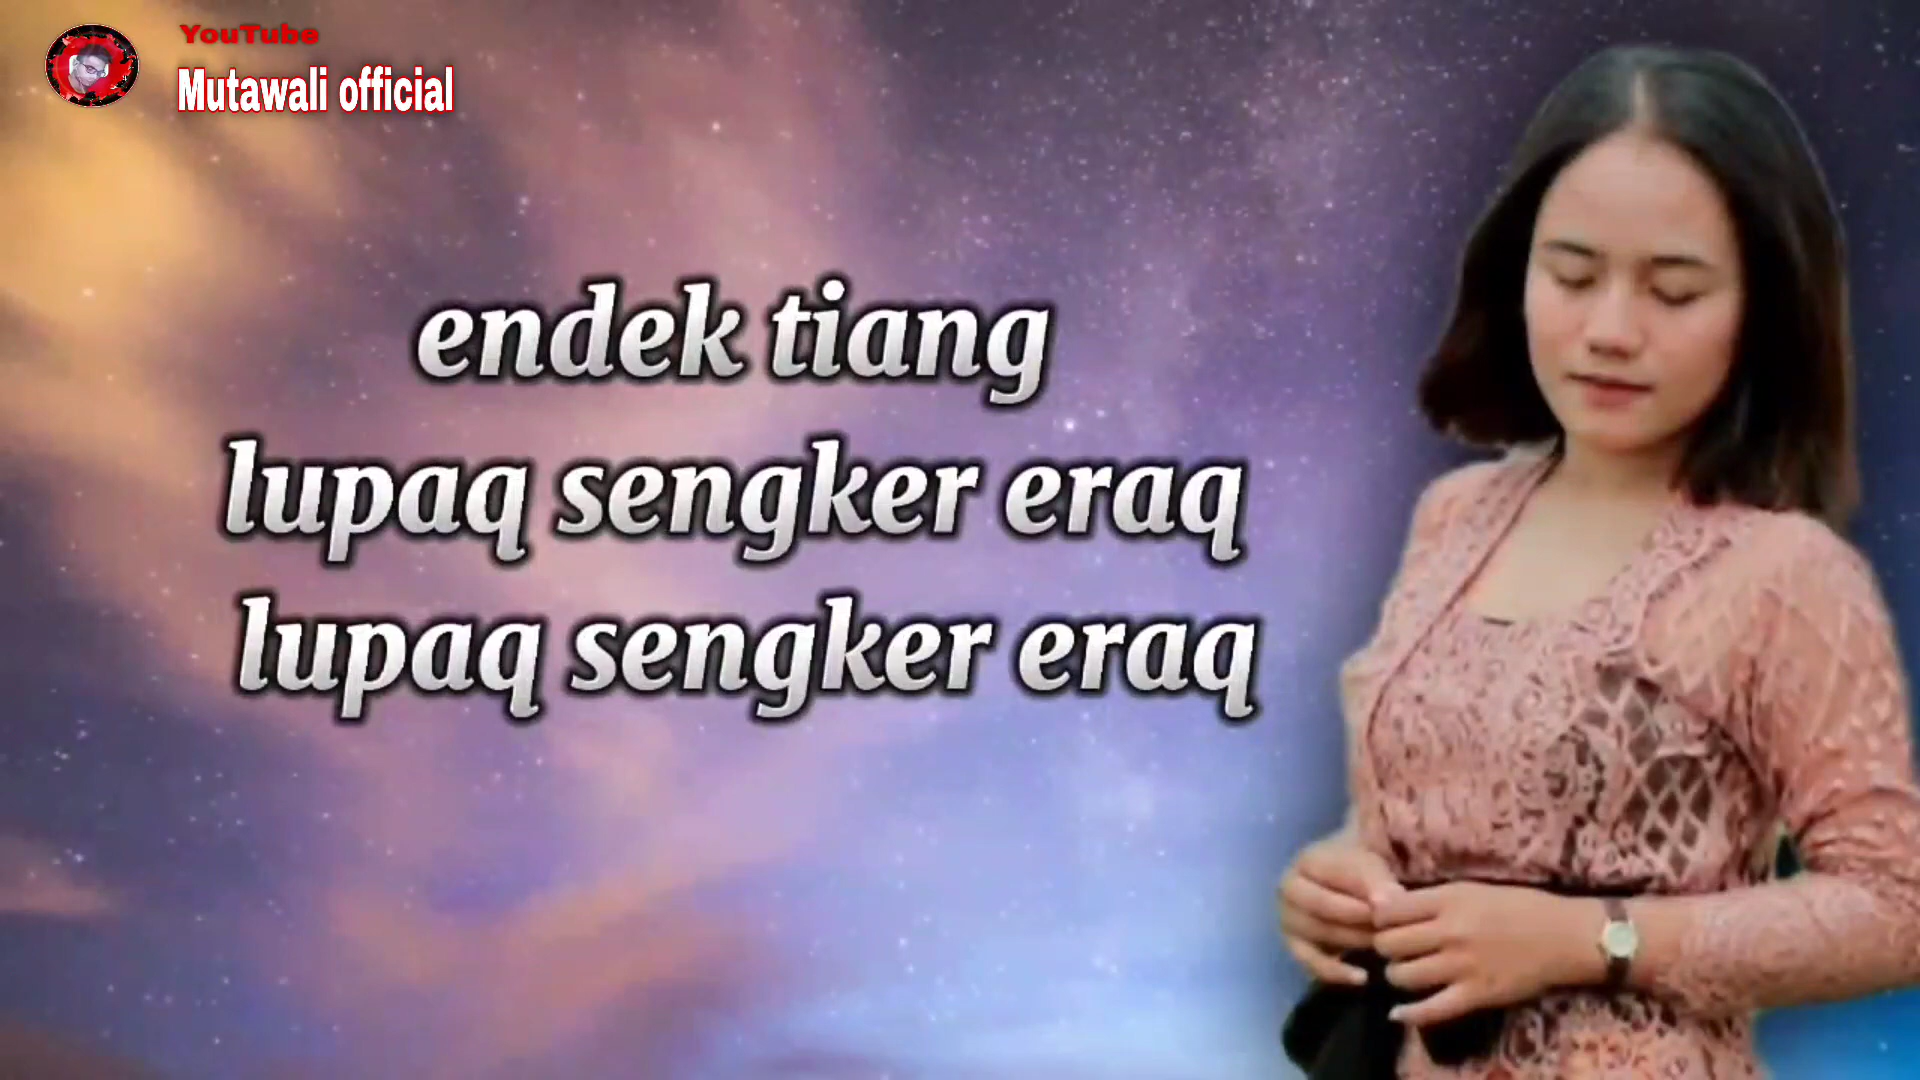 YouTube
Mutawali official
endek tiang
lupaq sengker eraq
lupaq sengker eraq